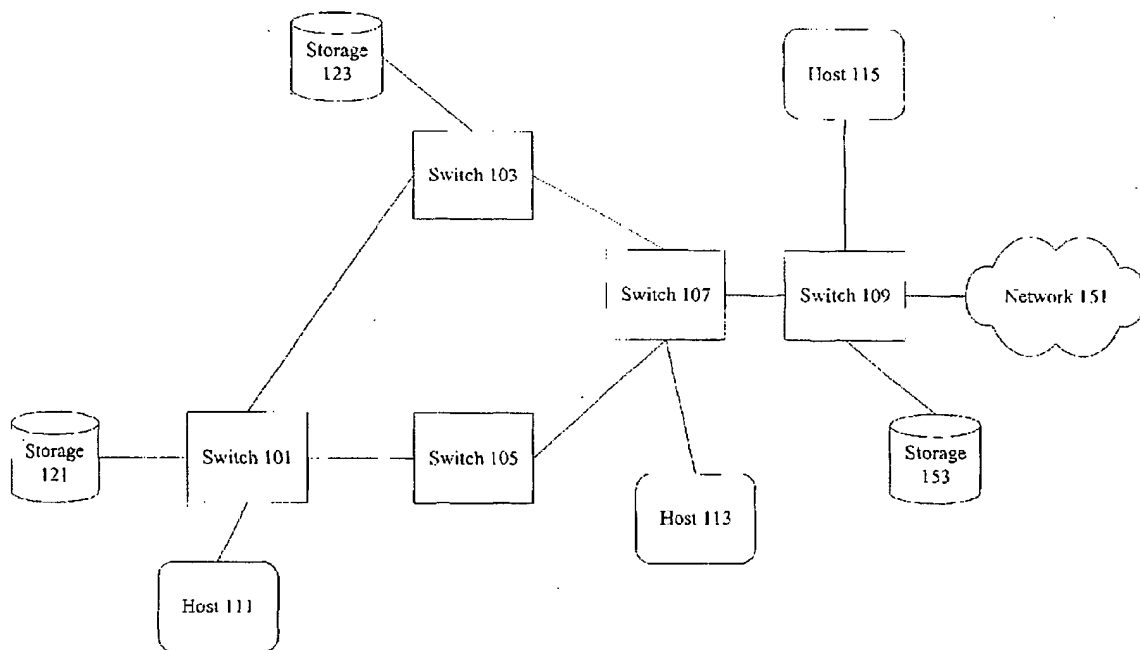 Storage
123
Host 115
Switch 103
Switch 107
Switch 109
Network 151
Storage
121
Switch 101
Switch 105
Storage
153
Host 113
Host 111